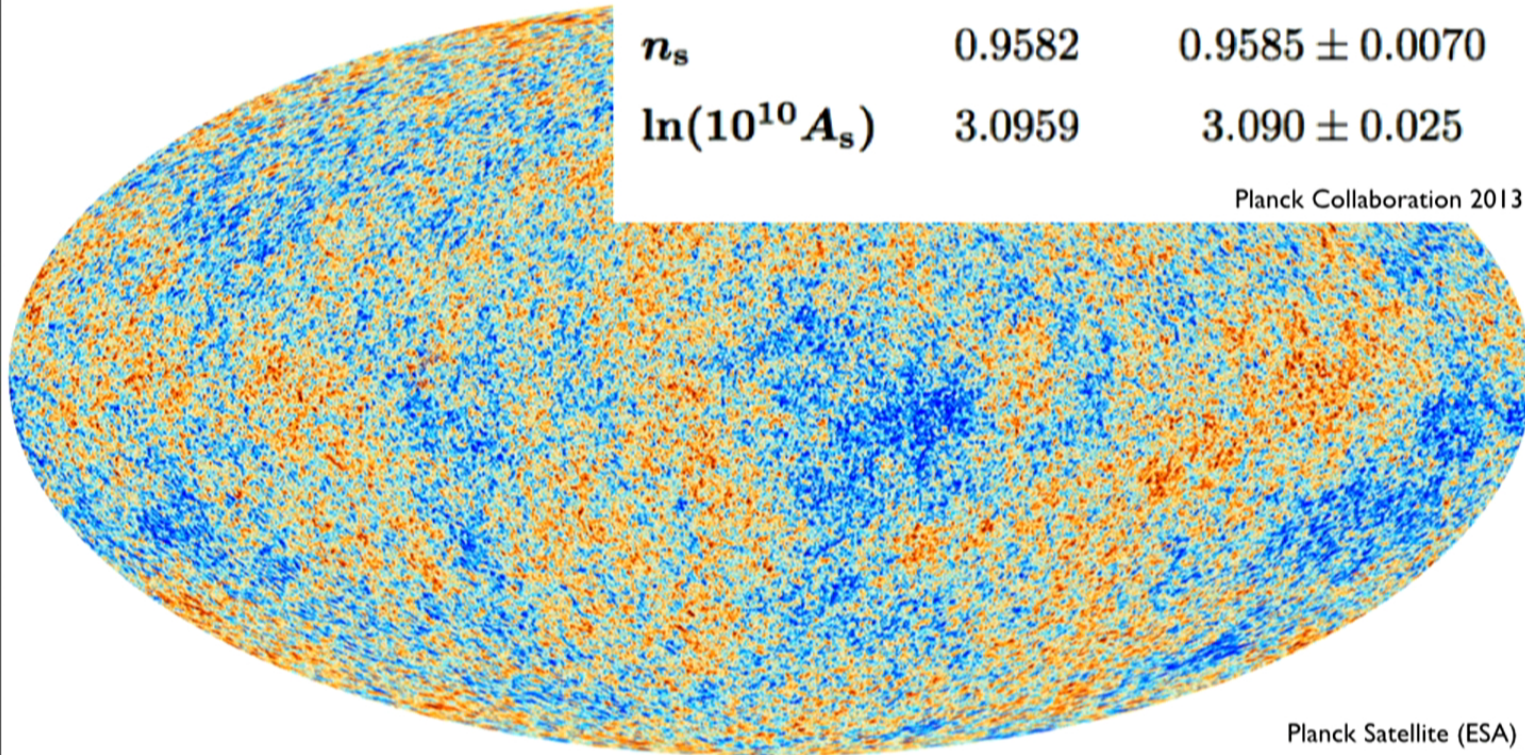 n_s 0.9582 0.9585 ± 0.0070
ln(10^10 A_s) 3.0959 3.090 ± 0.025
Planck Collaboration 2013
Planck Satellite (ESA)